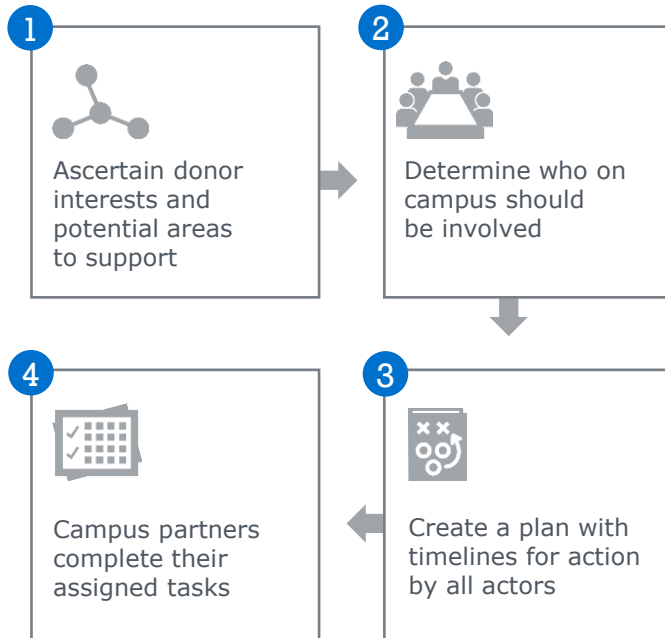 1
Ascertain donor
interests and
potential areas
to support
2
Determine who on
campus should
be involved
3
Create a plan with
timelines for action
by all actors
4
Campus partners
complete their
assigned tasks